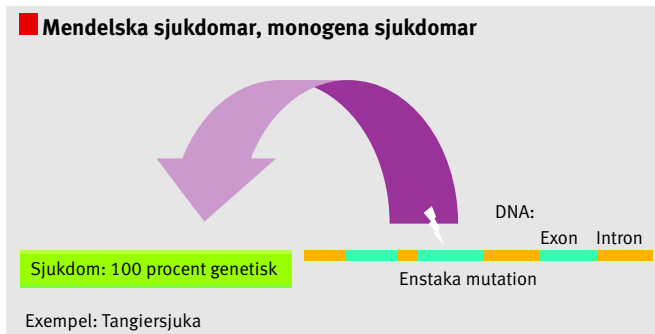 Mendelska sjukdomar, monogena sjukdomar
DNA:
Exon Intron
Sjukdom: 100 procent genetisk
Enstaka mutation
Exempel: Tangiersjuka